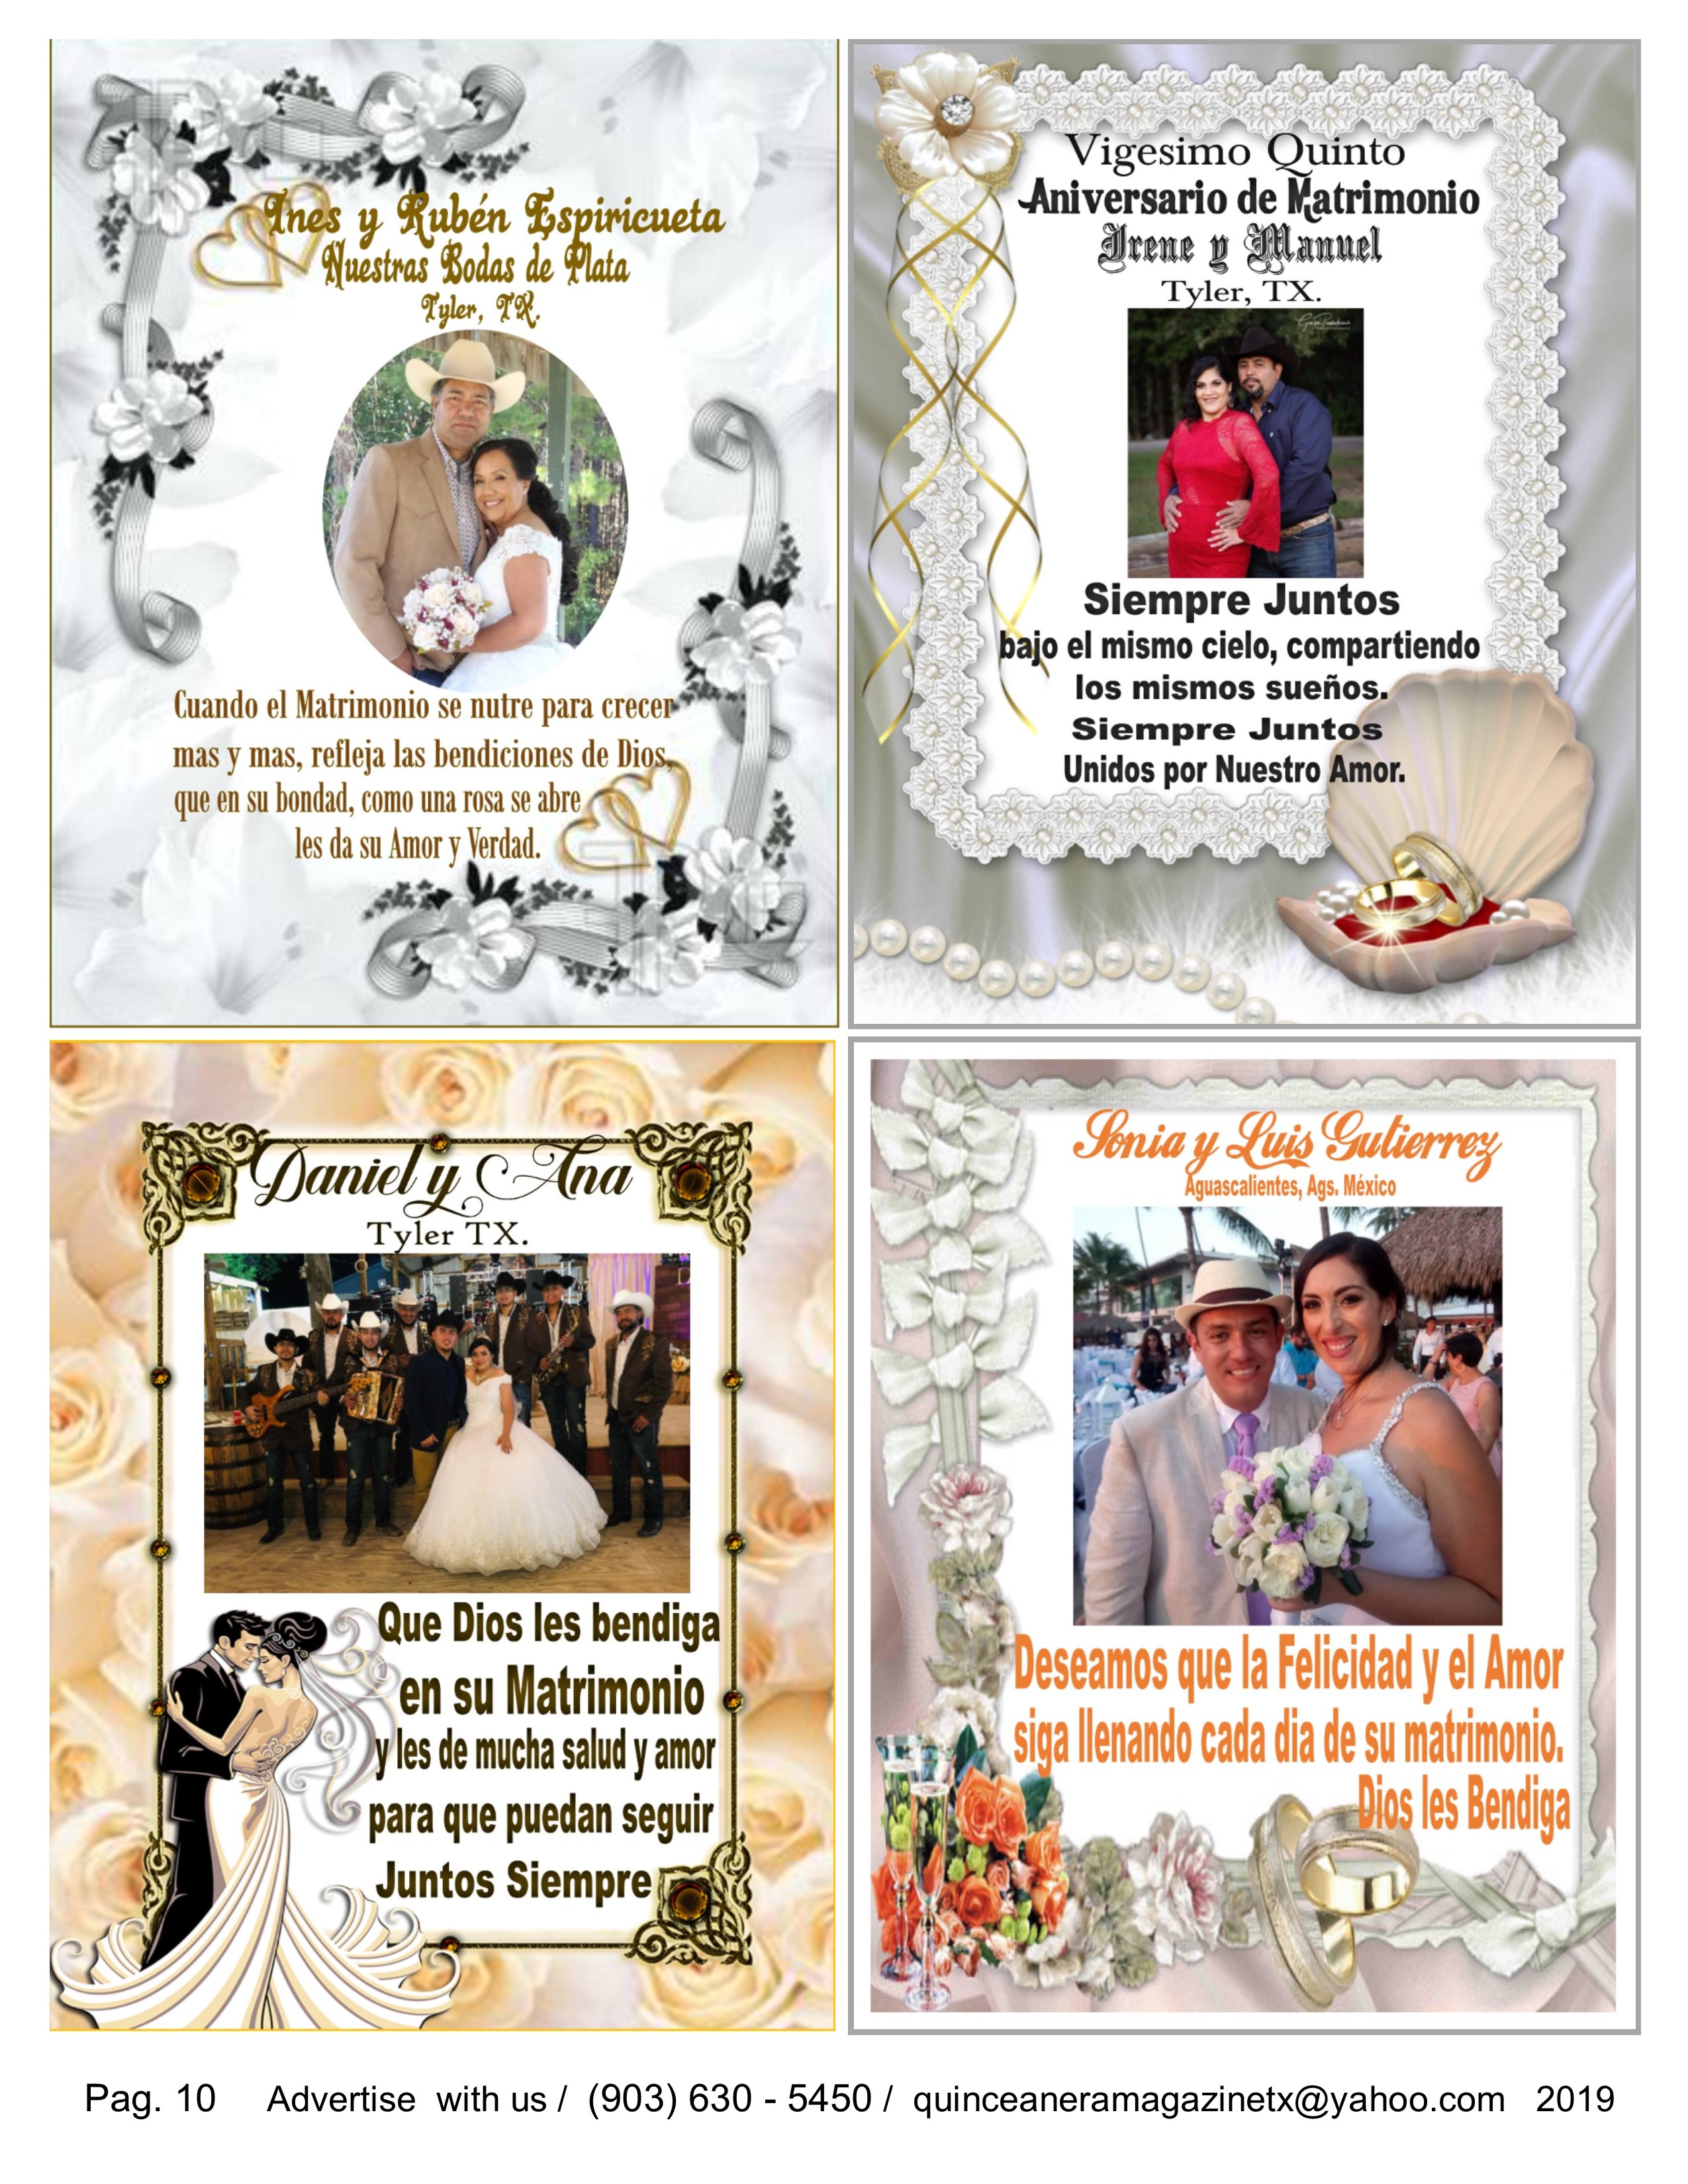 Ines y Rubén Espiricueta
Nuestras Bodas de Plata
Tyler, TX.
Cuando el Matrimonio se nutre para crecer
mas y mas, refleja las bendiciones de Dios,
que en su bondad, como una rosa se abre
les da su Amor y Verdad.
Vigesimo Quinto
Aniversario de Matrimonio
Irene y Manuel
Tyler, TX.
Siempre Juntos
bajo el mismo cielo, compartiendo
los mismos sueños.
Siempre Juntos
Unidos por Nuestro Amor.
Daniel y Ana
Tyler TX.
Que Dios les bendiga
en su Matrimonio
y les de mucha salud y amor
para que puedan seguir
Juntos Siempre
Sonia y Luis Gutierrez
Aguascalientes, Ags. México
Deseamos que la Felicidad y el Amor
siga llenando cada dia de su matrimonio.
Dios les Bendiga
Pag. 10 Advertise with us / (903) 630 - 5450 / quinceaneramagazinetx@yahoo.com 2019